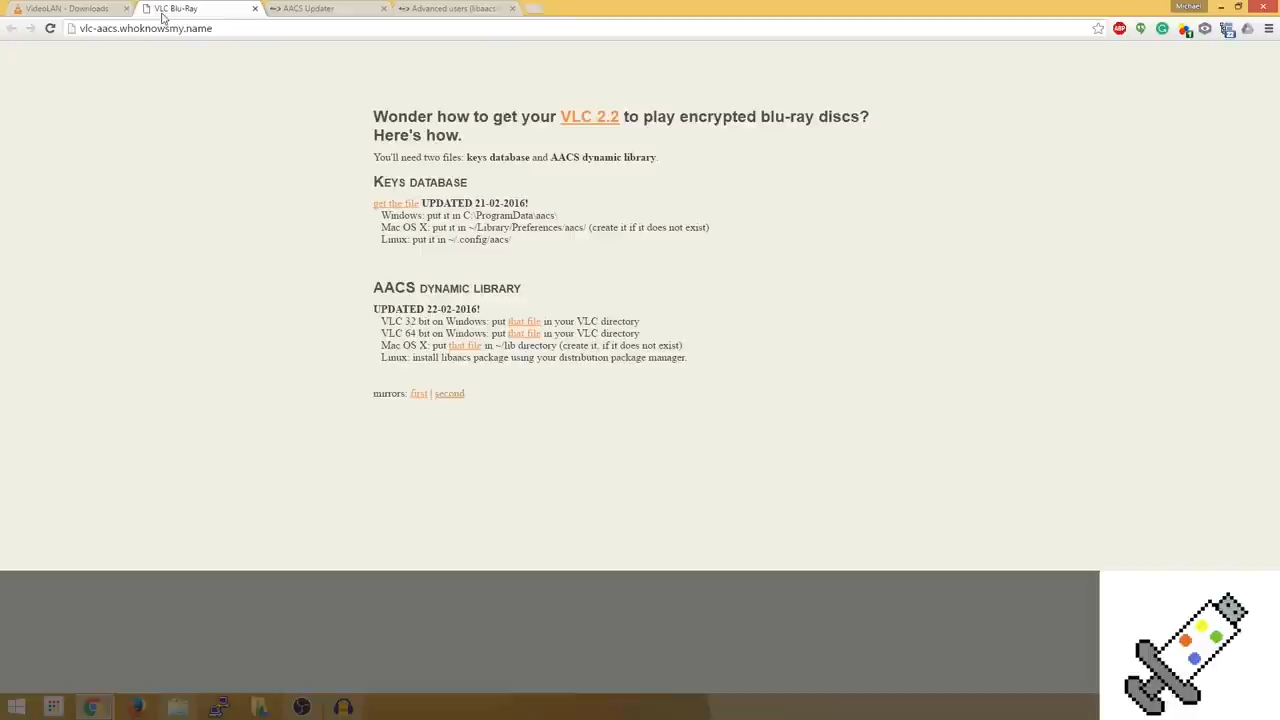 VideoLAN - Downloads
VLC Blu-Ray
AACS Updater
Advanced users (libaacs
Michael
vlc-aacs.whoknowsmy.name
Wonder how to get your VLC 2.2 to play encrypted blu-ray discs?
Here's how.
You'll need two files: keys database and AACS dynamic library.
Keys database
get the file UPDATED 21-02-2016!
Windows: put it in C:\ProgramData\aacs\
Mac OS X: put it in ~/Library/Preferences/aacs/ (create it if it does not exist)
Linux: put it in ~/.config/aacs/
AACS dynamic library
UPDATED 22-02-2016!
VLC 32 bit on Windows: put that file in your VLC directory
VLC 64 bit on Windows: put that file in your VLC directory
Mac OS X: put that file in ~/lib directory (create it, if it does not exist)
Linux: install libaacs package using your distribution package manager.
mirrors: first | second